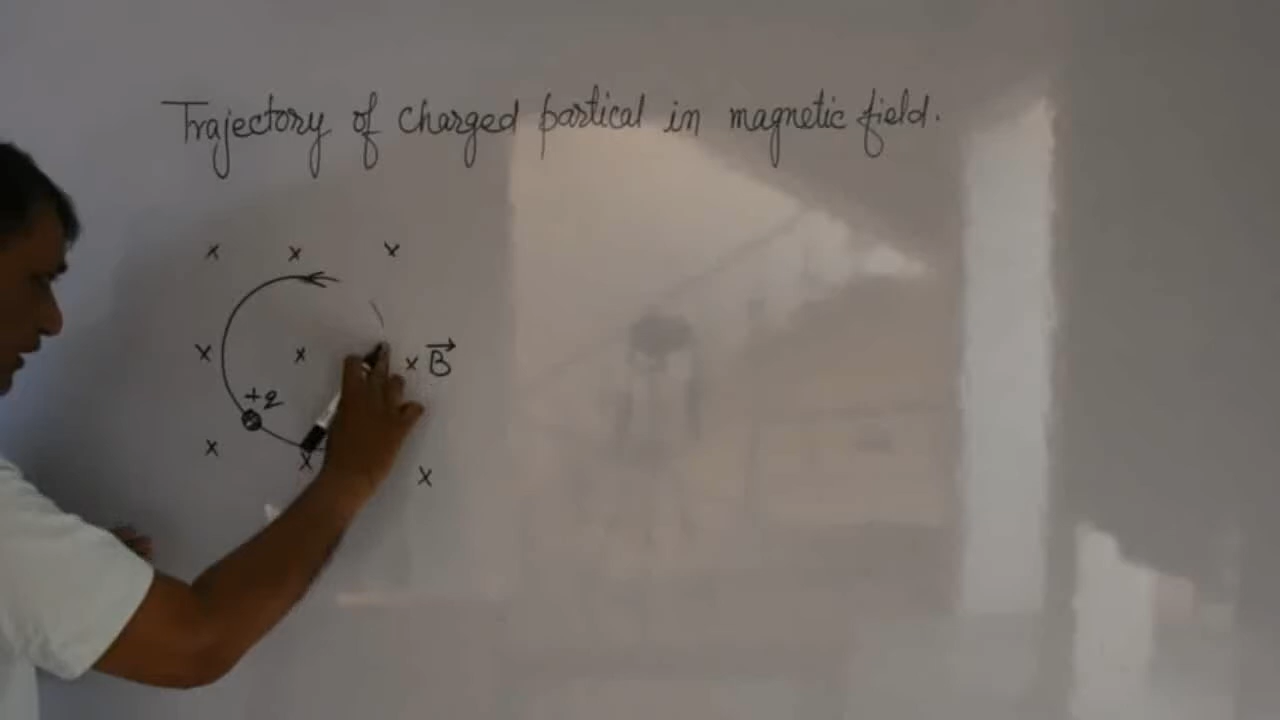 Trajectory of charged partical in magnetic field.
x x x
x x x B⃗
+q
x x x